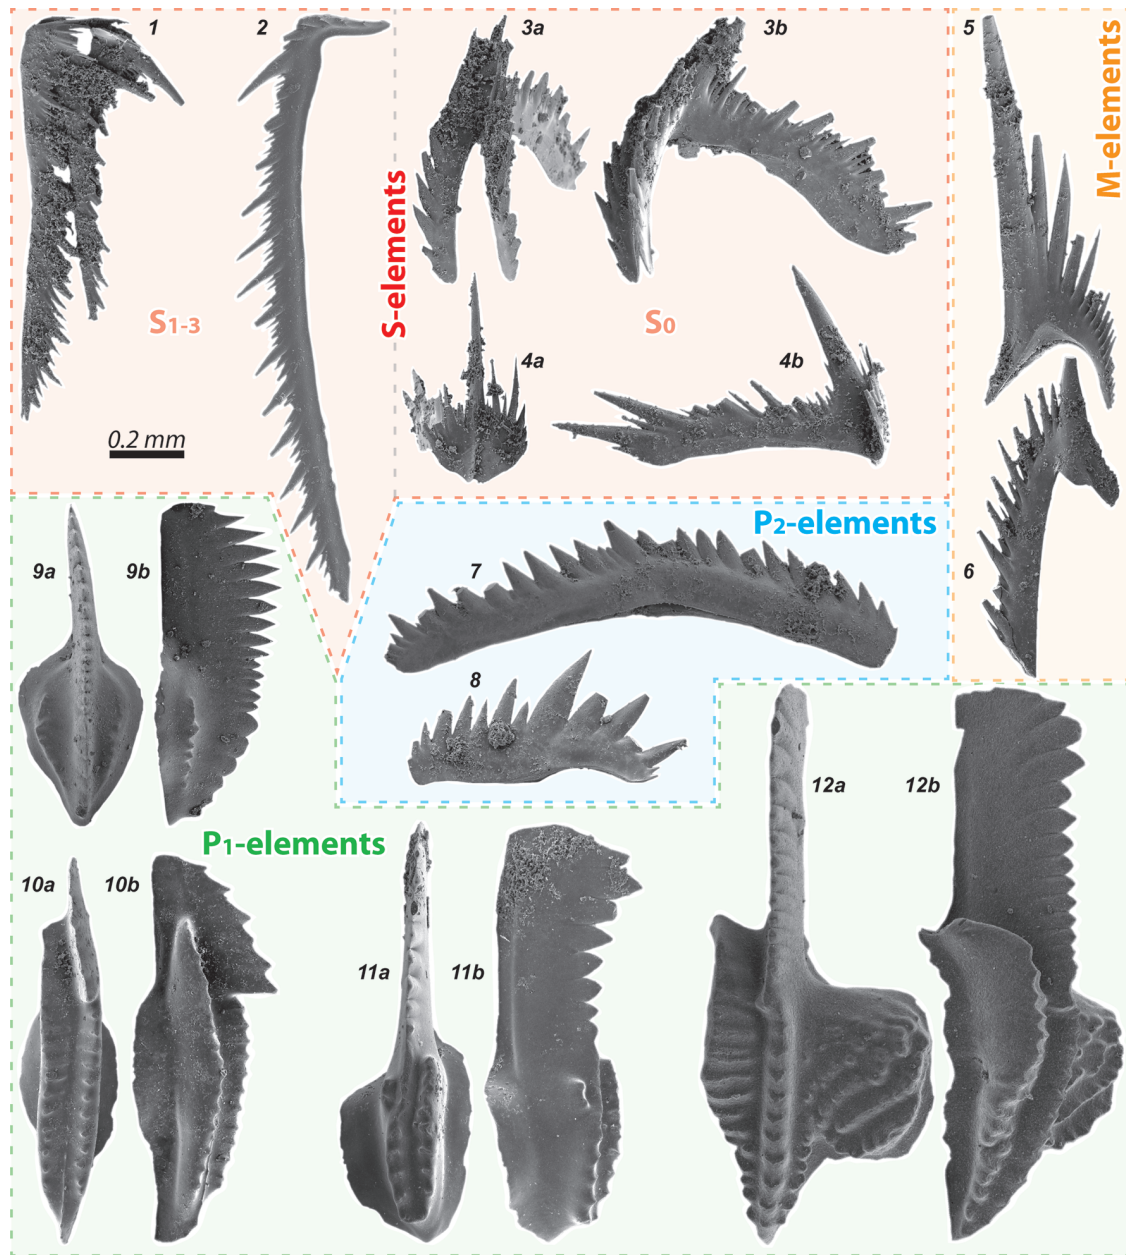 1
2
3a
3b
5
M-elements
S-elements
S1-3
S0
4a
4b
0.2 mm
P2-elements
9a
9b
7
6
8
12a
12b
P1-elements
10a
10b
11a
11b